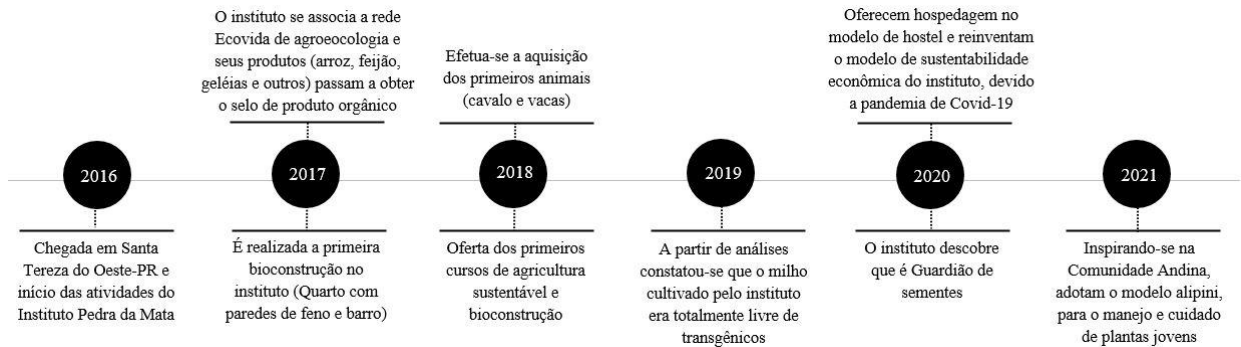 O instituto se associa a rede
Ecovida de agroeocologia e
seus produtos (arroz, feijão,
geléias e outros) passam a obter
o selo de produto orgânico
Efetua-se a aquisição
dos primeiros animais
(cavalo e vacas)
Oferecem hospedagem no
modelo de hostel e reinventam
o modelo de sustentabilidade
econômica do instituto, devido
a pandemia de Covid-19
2016
2017
2018
2019
2020
2021
Chegada em Santa
Tereza do Oeste-PR e
início das atividades do
Instituto Pedra da Mata
É realizada a primeira
bioconstrução no
instituto (Quarto com
paredes de feno e barro)
Oferta dos primeiros
cursos de agricultura
sustentável e
bioconstrução
A partir de análises
constatou-se que o milho
cultivado pelo instituto
era totalmente livre de
transgênicos
O instituto descobre
que é Guardião de
sementes
Inspirando-se na
Comunidade Andina,
adotam o modelo alipini,
para o manejo e cuidado
de plantas jovens